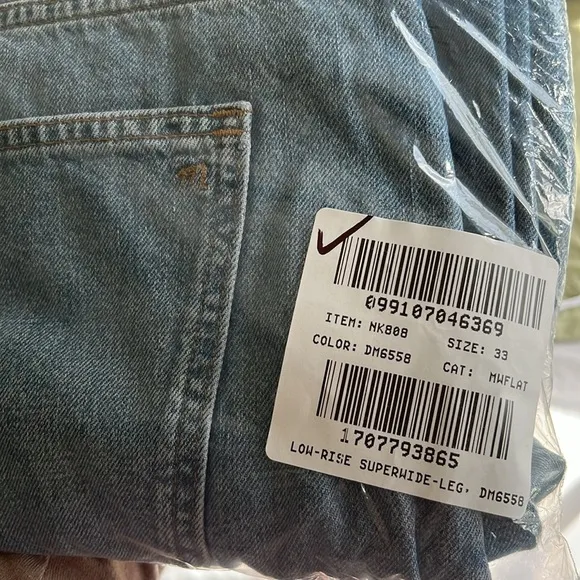 099107046369
ITEM: NK808 SIZE: 33
COLOR: DM6558 CAT: MWFLAT
1707793865
LOW-RISE SUPERWIDE-LEG, DM6558